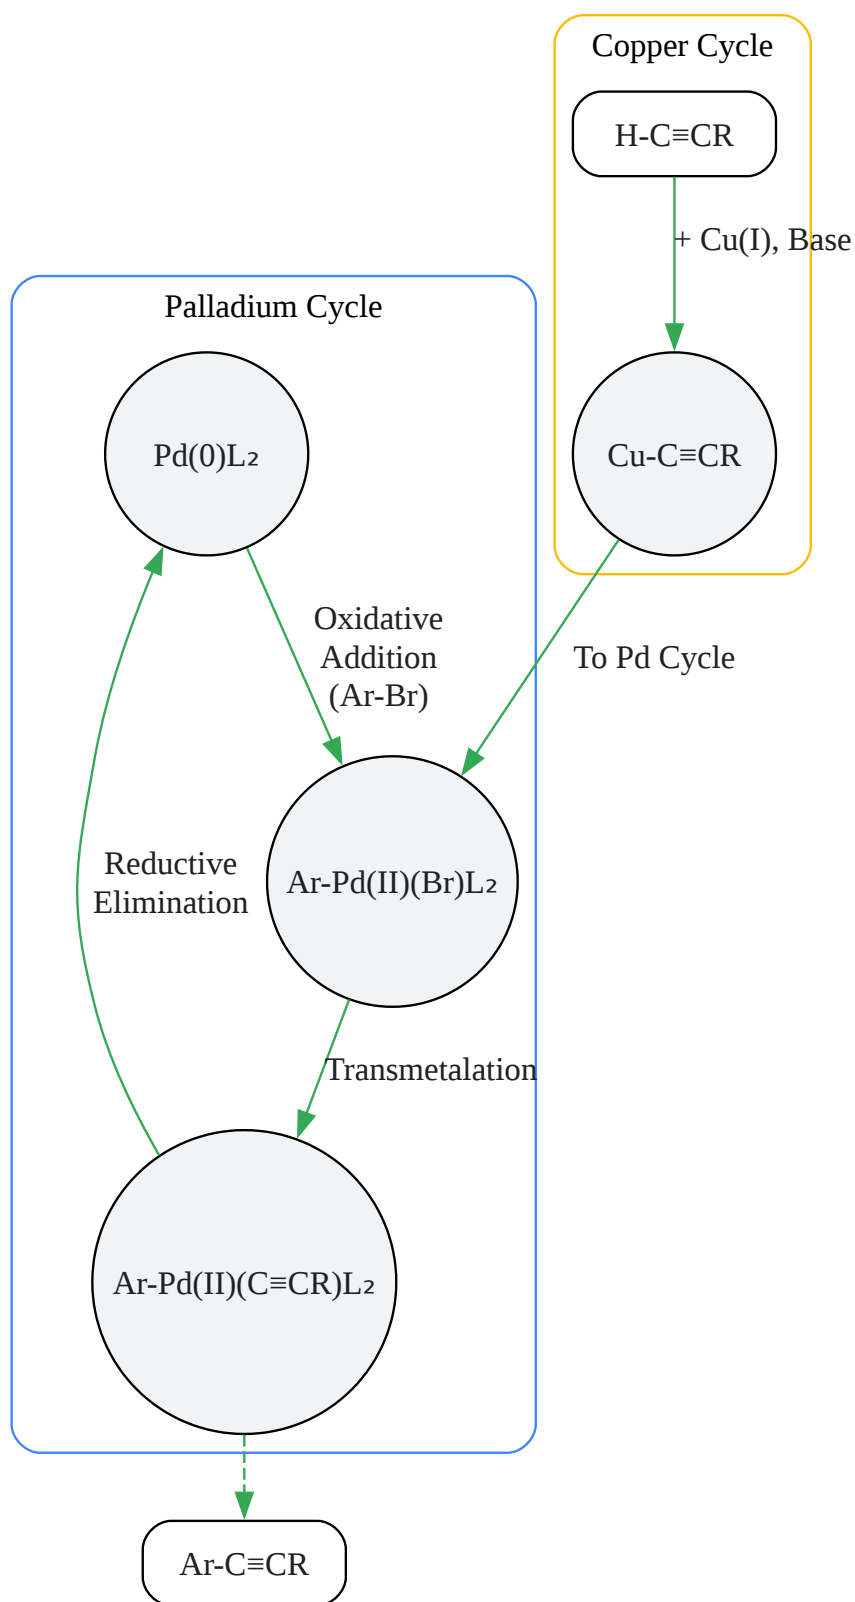 Copper Cycle
H-C≡CR
+ Cu(I), Base
Palladium Cycle
Pd(0)L₂
Cu-C≡CR
Oxidative
Addition
(Ar-Br)
To Pd Cycle
Reductive
Elimination
Ar-Pd(II)(Br)L₂
Transmetalation
Ar-Pd(II)(C≡CR)L₂
Ar-C≡CR